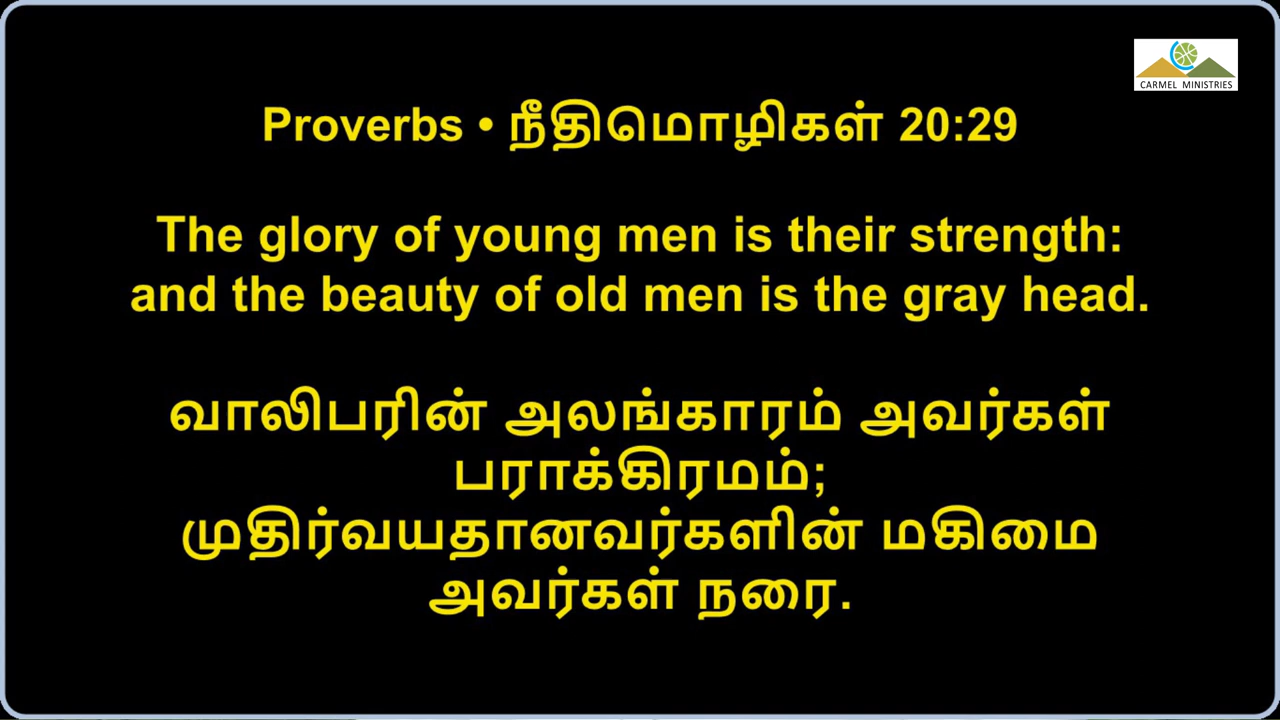 CARMEL MINISTRIES
Proverbs • நீதிமொழிகள் 20:29
The glory of young men is their strength:
and the beauty of old men is the gray head.
வாலிபரின் அலங்காரம் அவர்கள்
பராக்கிரமம்;
முதிர்வயதானவர்களின் மகிமை
அவர்கள் நரை.